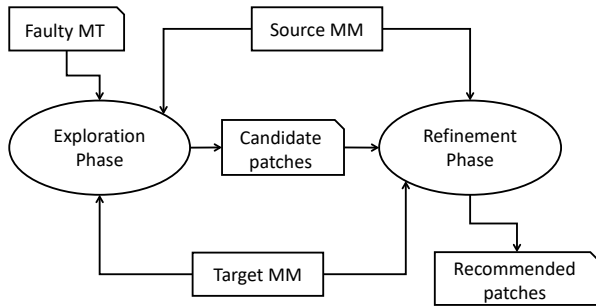 Faulty MT
Source MM
Exploration
Phase
Candidate
patches
Refinement
Phase
Target MM
Recommended
patches